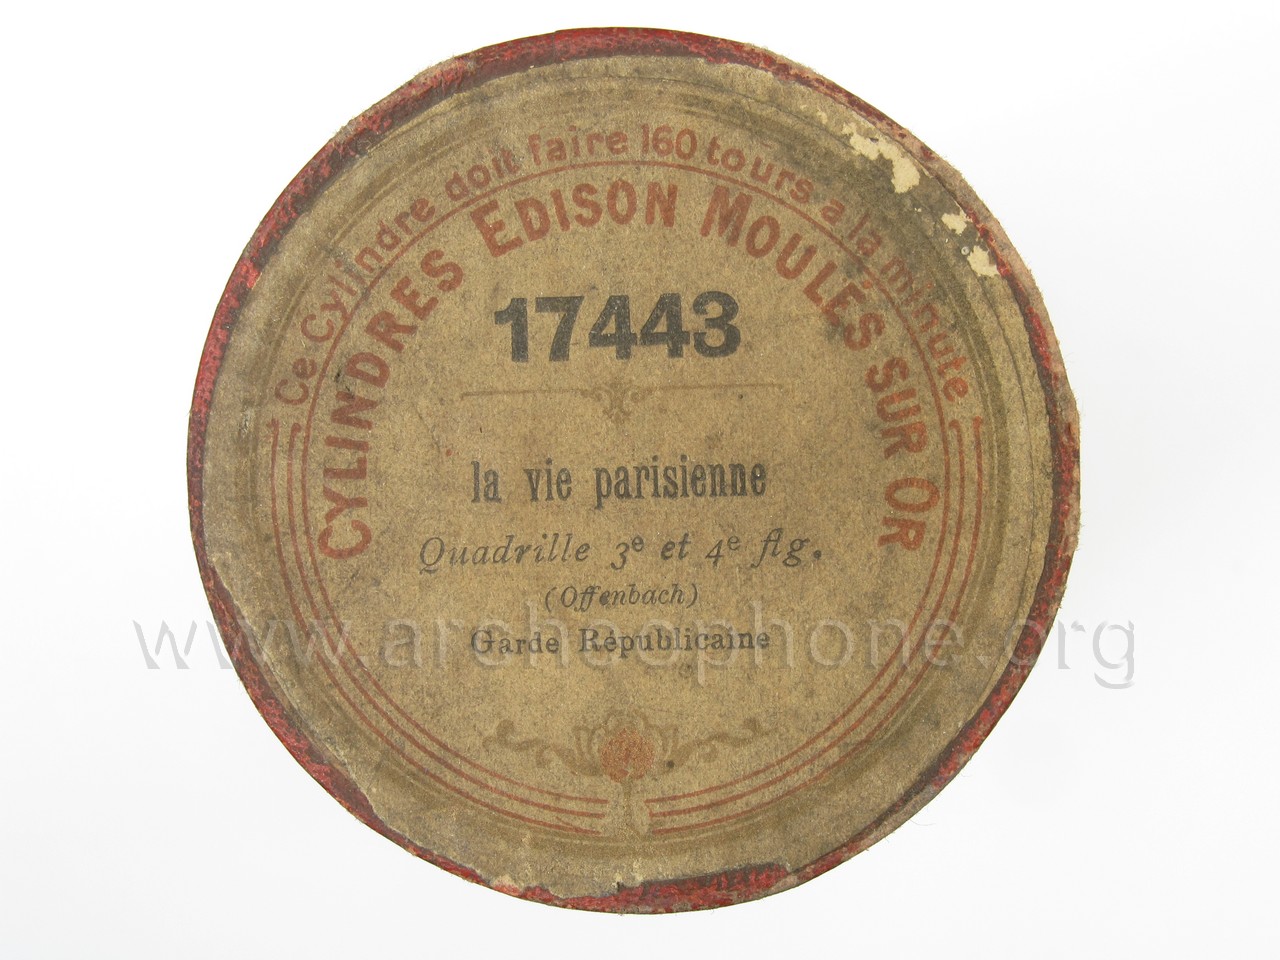 Ce Cylindre doit faire 160 tours a la minute
CYLINDRES EDISON MOULÉS SUR OR
17443
la vie parisienne
Quadrille 3e et 4e fig.
(Offenbach)
Garde Républicaine
www.archeophone.org